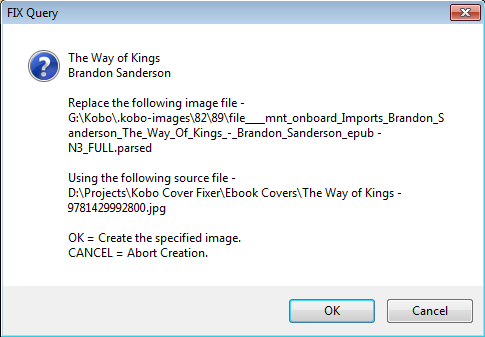 FIX Query
The Way of Kings
Brandon Sanderson
Replace the following image file -
G:\Kobo\.kobo-images\82\89\file____mnt_onboard_Imports_Brandon_S
anderson_The_Way_Of_Kings_-_Brandon_Sanderson_epub -
N3_FULL.parsed
Using the following source file -
D:\Projects\Kobo Cover Fixer\Ebook Covers\The Way of Kings -
9781429992800.jpg
OK = Create the specified image.
CANCEL = Abort Creation.
OK
Cancel